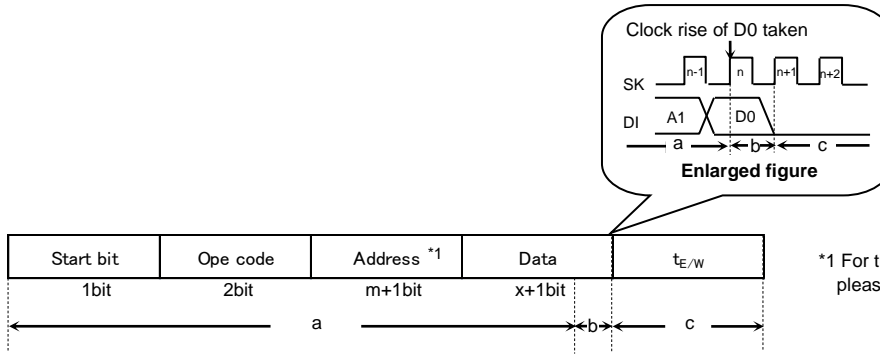 Clock rise of D0 taken
SK n-1 n n+1 n+2
DI A1 D0
a b c
Enlarged figure
Start bit Ope code Address *1 Data tE/W
1bit 2bit m+1bit x+1bit
a b c
*1 For t
pleas